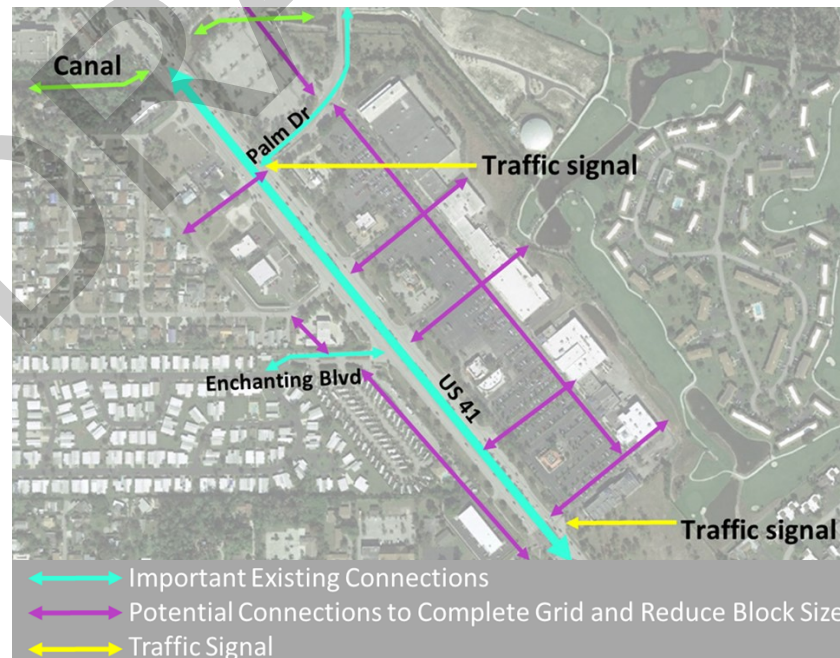 Canal
Palm Dr
Traffic signal
Enchanting Blvd
US 41
Traffic signal
Important Existing Connections
Potential Connections to Complete Grid and Reduce Block Size
Traffic Signal